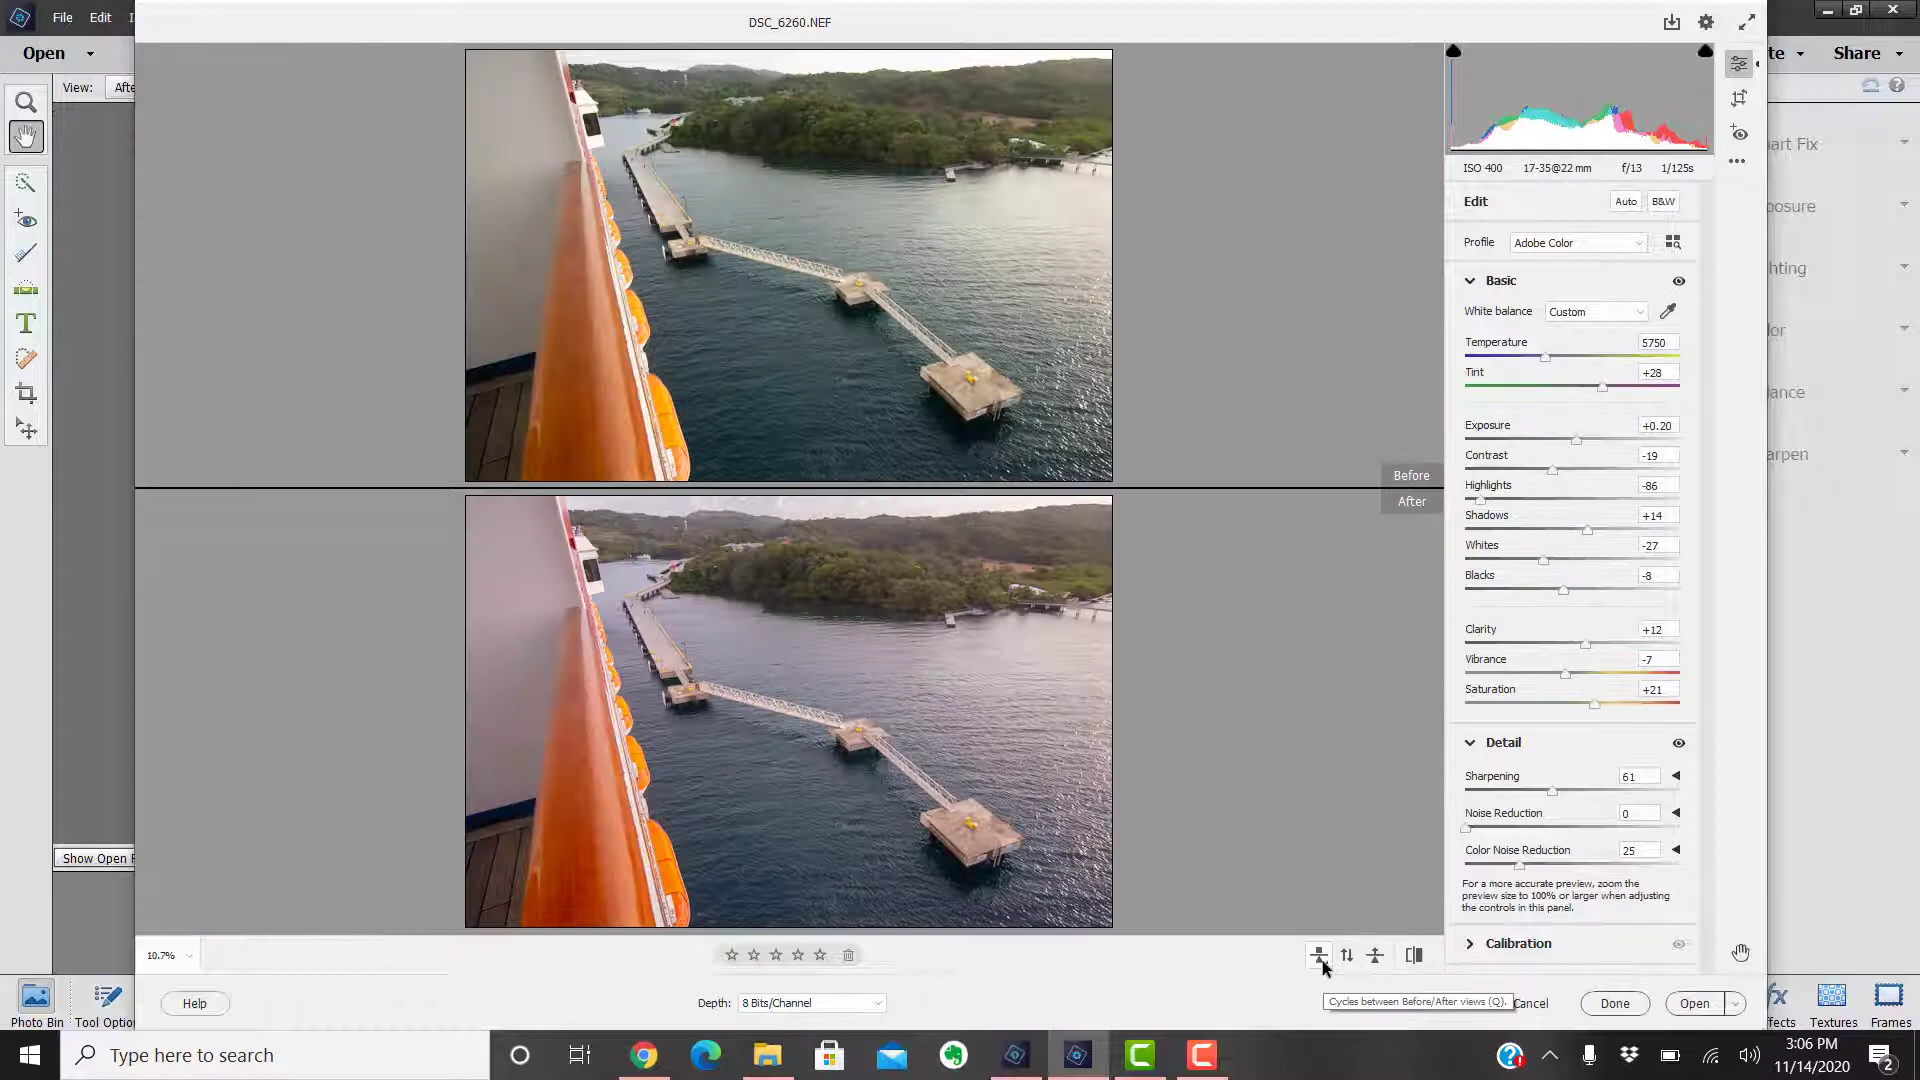 File Edit I
DSC_6260.NEF
Open
te Share
View: Afte
ISO 400 17-35@22 mm f/13 1/125s
Edit Auto B&W
Profile Adobe Color
Basic
White balance Custom
Temperature 5750
Tint +28
Exposure +0.20
Contrast -19
Highlights -86
Shadows +14
Whites -27
Blacks -8
Clarity +12
Vibrance -7
Saturation +21
Before
After
Detail
Sharpening 61
Noise Reduction 0
Color Noise Reduction 25
For a more accurate preview, zoom the
preview size to 100% or larger when adjusting
the controls in this panel.
Calibration
art Fix
posure
hting
lor
lance
arpen
T
Show Open F
10.7%
Help
Depth: 8 Bits/Channel
Cycles between Before/After views (Q).
Cancel
Done
Open
Photo Bin Tool Option
fx
ffects Textures Frames
Type here to search
3:06 PM
11/14/2020
2